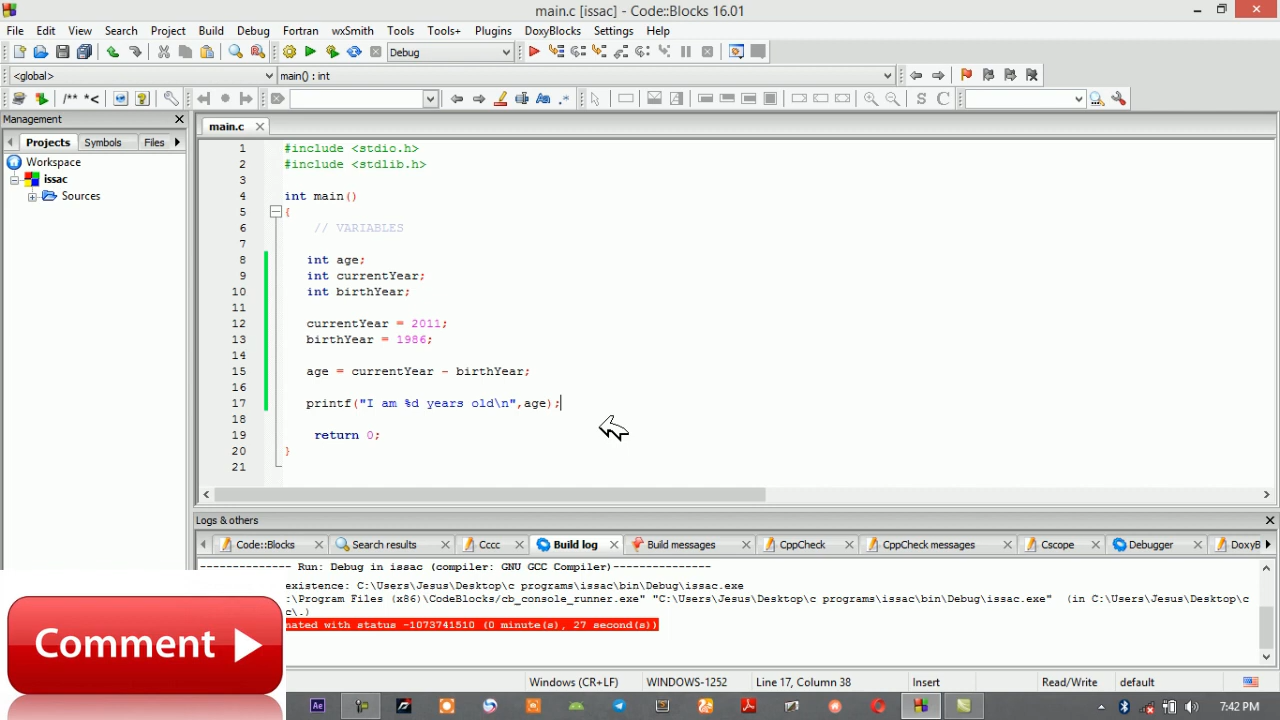 main.c [issac] - Code::Blocks 16.01
File Edit View Search Project Build Debug Fortran wxSmith Tools Tools+ Plugins DoxyBlocks Settings Help
Debug
<global> main() : int
/** *<
S C
Management
Projects Symbols Files
Workspace
issac
Sources
main.c
1 #include <stdio.h>
2 #include <stdlib.h>
3
4 int main()
5 {
6 // VARIABLES
7
8 int age;
9 int currentYear;
10 int birthYear;
11
12 currentYear = 2011;
13 birthYear = 1986;
14
15 age = currentYear - birthYear;
16
17 printf("I am %d years old\n",age);
18
19 return 0;
20 }
21
Logs & others
Code::Blocks Search results Cccc Build log Build messages CppCheck CppCheck messages Cscope Debugger DoxyB
-------------- Run: Debug in issac (compiler: GNU GCC Compiler)---------------
existence: C:\Users\Jesus\Desktop\c programs\issac\bin\Debug\issac.exe
:\Program Files (x86)\CodeBlocks/cb_console_runner.exe" "C:\Users\Jesus\Desktop\c programs\issac\bin\Debug\issac.exe" (in C:\Users\Jesus\Desktop\c
c\.)
nated with status -1073741510 (0 minute(s), 27 second(s))
Comment
Windows (CR+LF) WINDOWS-1252 Line 17, Column 38 Insert Read/Write default
Ae 7:42 PM